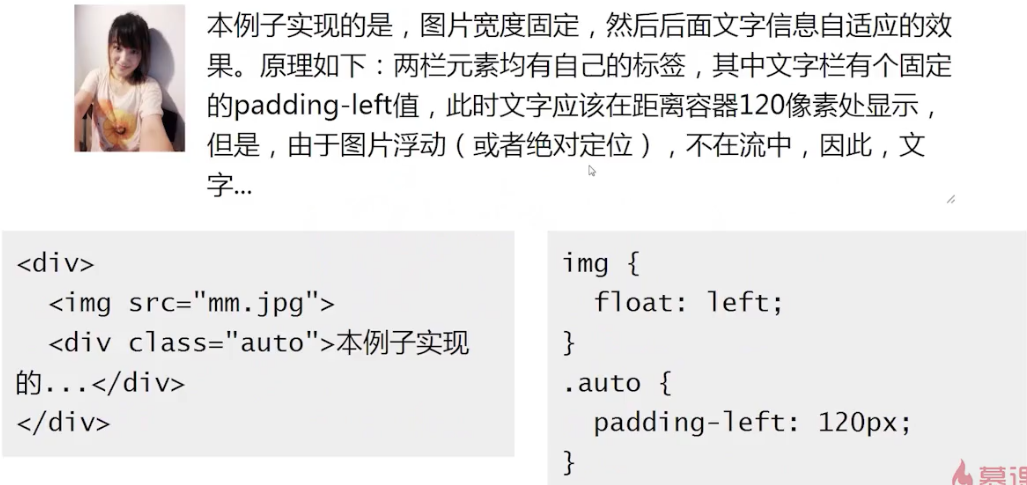 本例子实现的是，图片宽度固定，然后后面文字信息自适应的效
果。原理如下：两栏元素均有自己的标签，其中文字栏有个固定
的padding-left值，此时文字应该在距离容器120像素处显示，
但是，由于图片浮动（或者绝对定位），不在流中，因此，文
字...
<div>
  <img src="mm.jpg">
  <div class="auto">本例子实现
的...</div>
</div>
img {
  float: left;
}
.auto {
  padding-left: 120px;
}
慕课